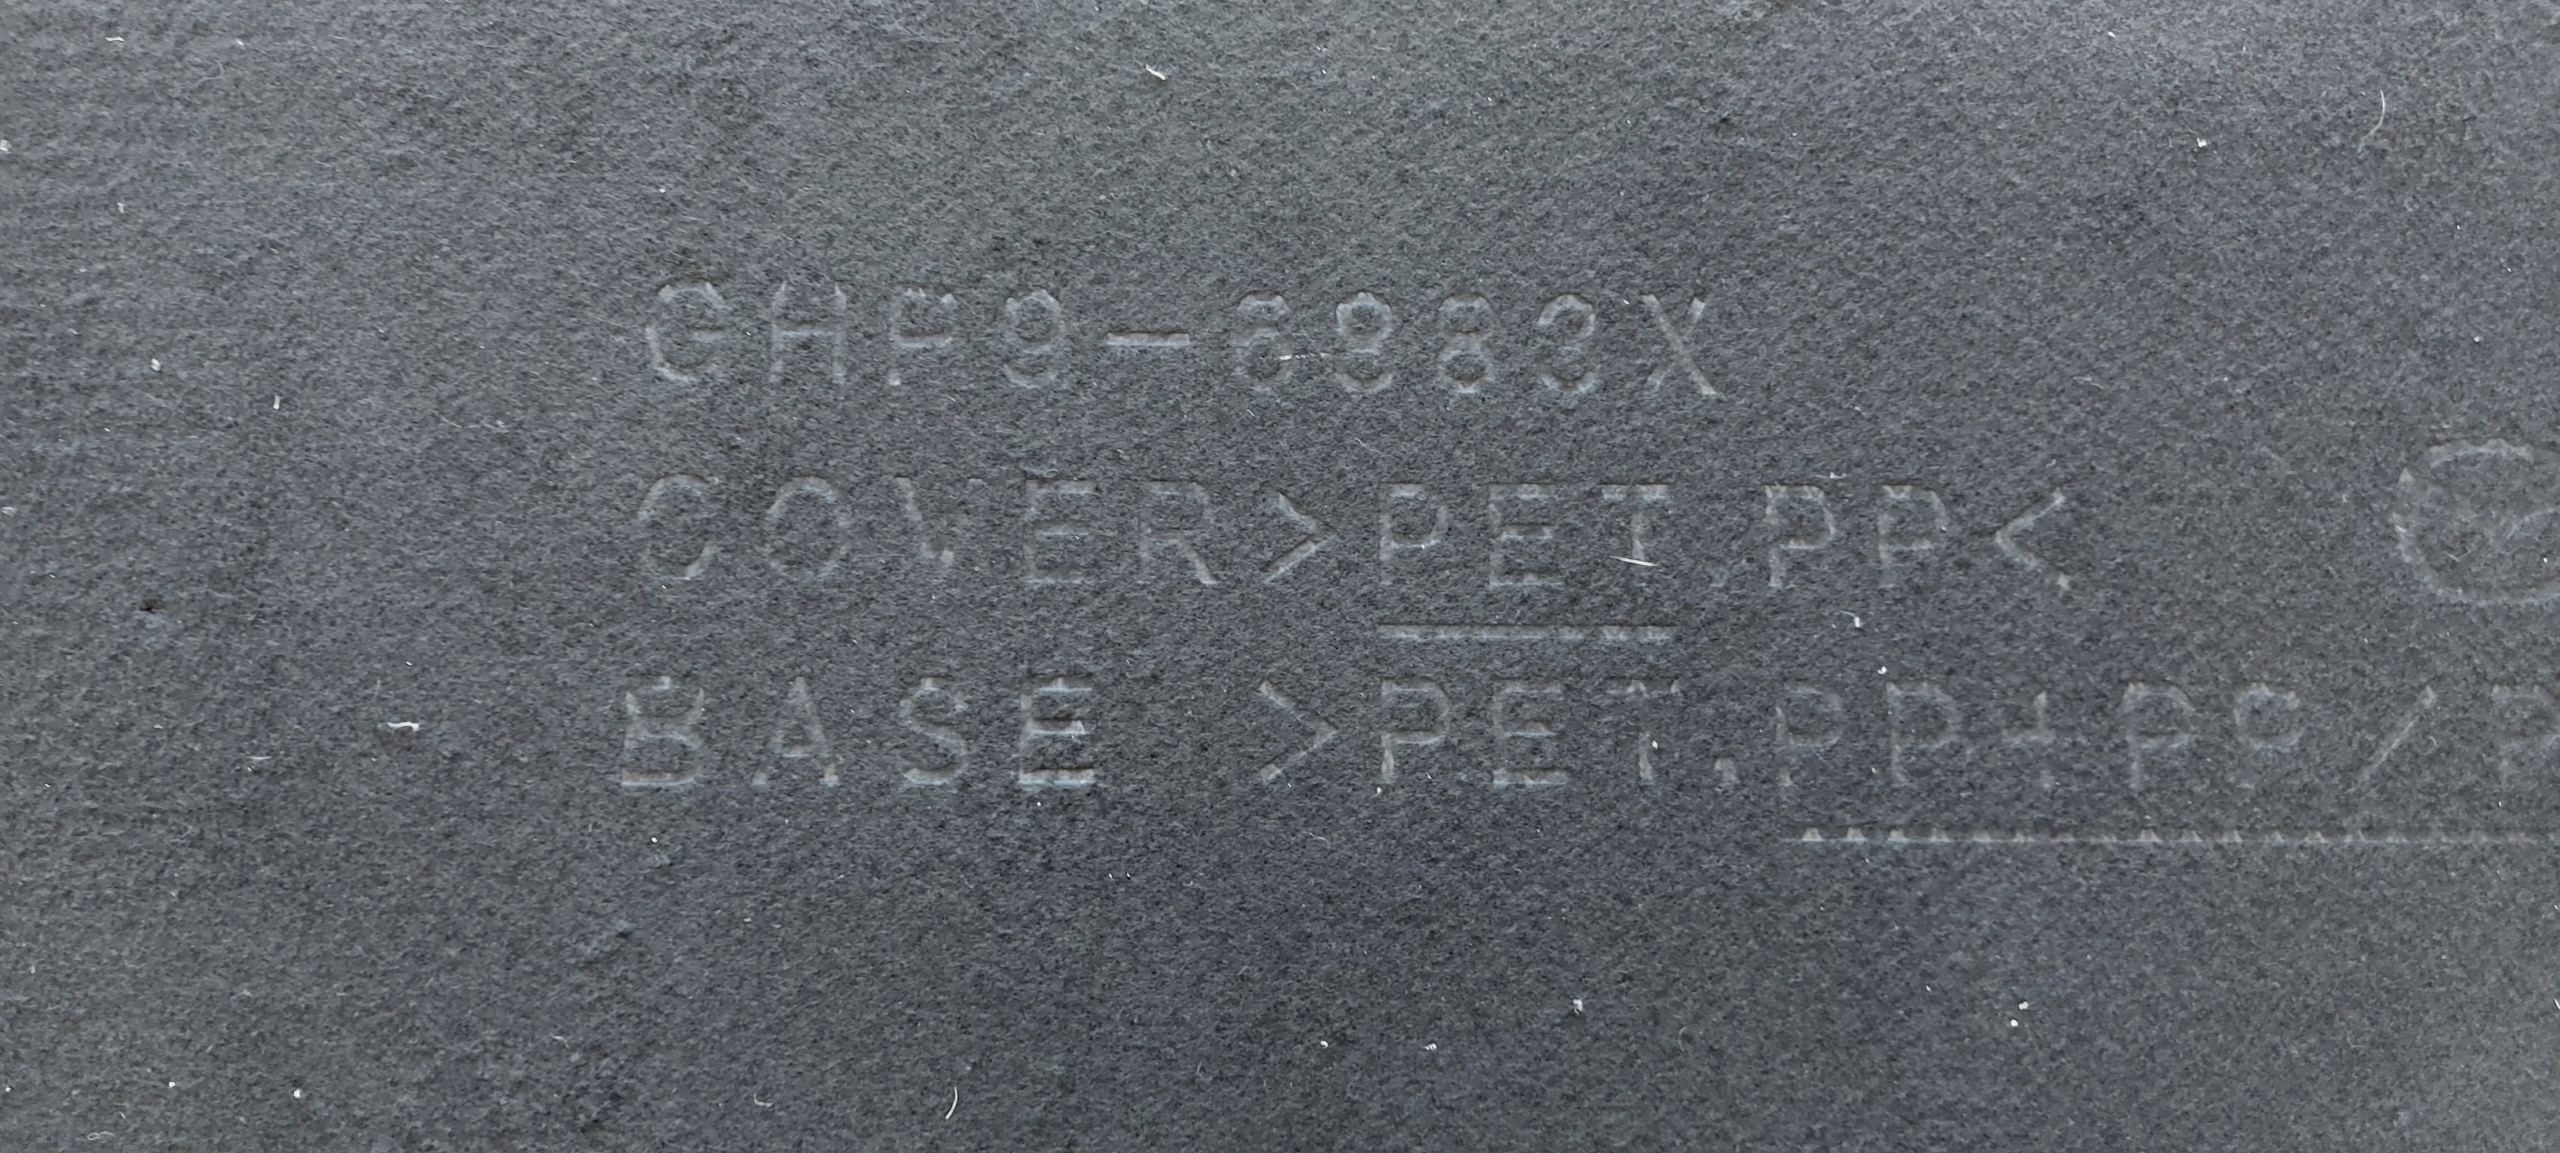 GHP9-6883X
COVER>PET.PP<
BASE >PET.PP+PP/P